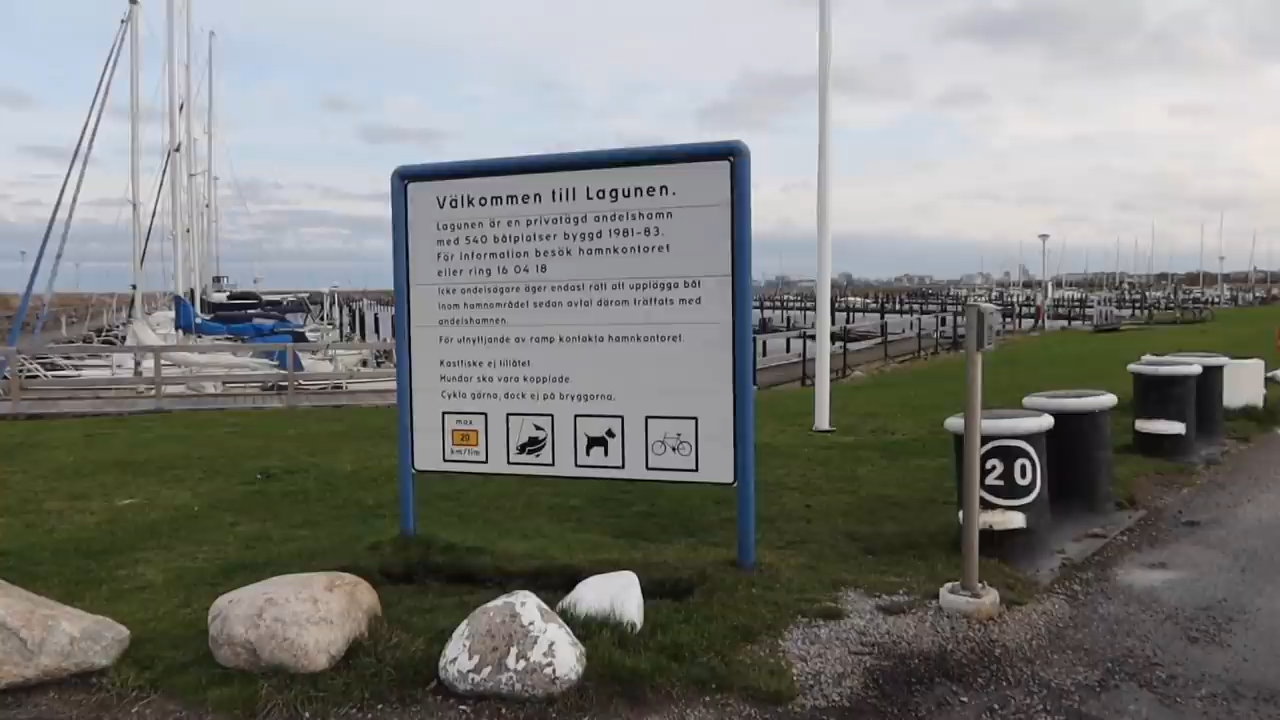 Välkommen till Lagunen.
Lagunen är en privatägd andelshamn
med 540 båtplatser byggd 1981-83.
För information besök hamnkontoret
eller ring 16 04 18
Icke andelsägare äger endast rätt att upplägga båt
inom hamnområdet sedan avtal därom träffats med
andelshamnen.
För utnyttjande av ramp kontakta hamnkontoret.
Kastfiske ej tillåtet.
Hundar ska vara kopplade.
Cykla gärna, dock ej på bryggorna.
max.
20
km/tim
20